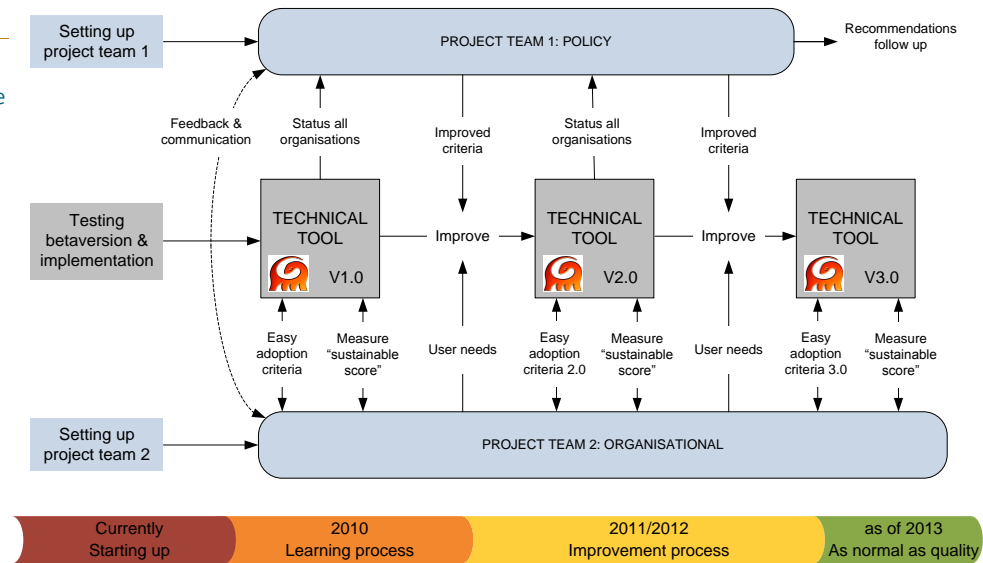 Setting up
project team 1
PROJECT TEAM 1: POLICY
Recommendations
follow up
e
Feedback &
communication
Status all
organisations
Improved
criteria
Status all
organisations
Improved
criteria
Testing
betaversion &
implementation
TECHNICAL
TOOL
V1.0
Improve
TECHNICAL
TOOL
V2.0
Improve
TECHNICAL
TOOL
V3.0
Easy
adoption
criteria
Measure
“sustainable
score”
User needs
Easy
adoption
criteria 2.0
Measure
“sustainable
score”
User needs
Easy
adoption
criteria 3.0
Measure
“sustainable
score”
Setting up
project team 2
PROJECT TEAM 2: ORGANISATIONAL
Currently
Starting up
2010
Learning process
2011/2012
Improvement process
as of 2013
As normal as quality